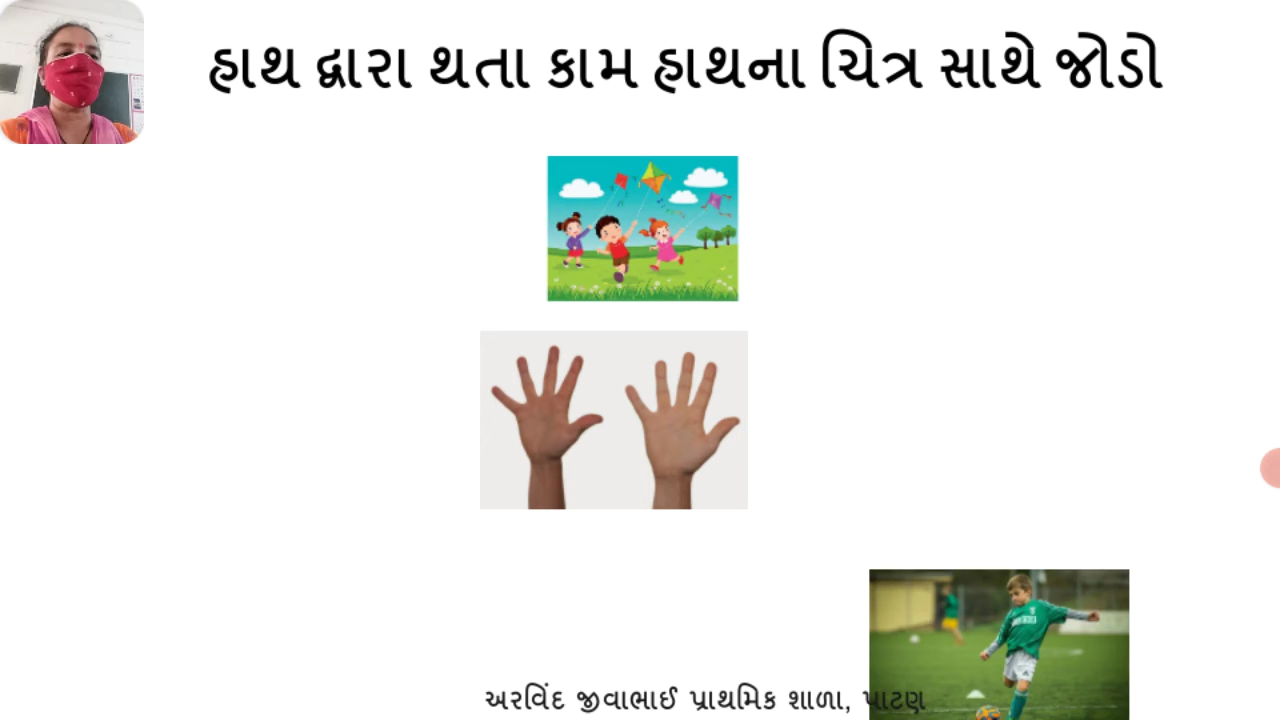 હાથ દ્વારા થતા કામ હાથના ચિત્ર સાથે જોડો
અરવિંદ જીવાભાઈ પ્રાથમિક શાળા, પાટણ